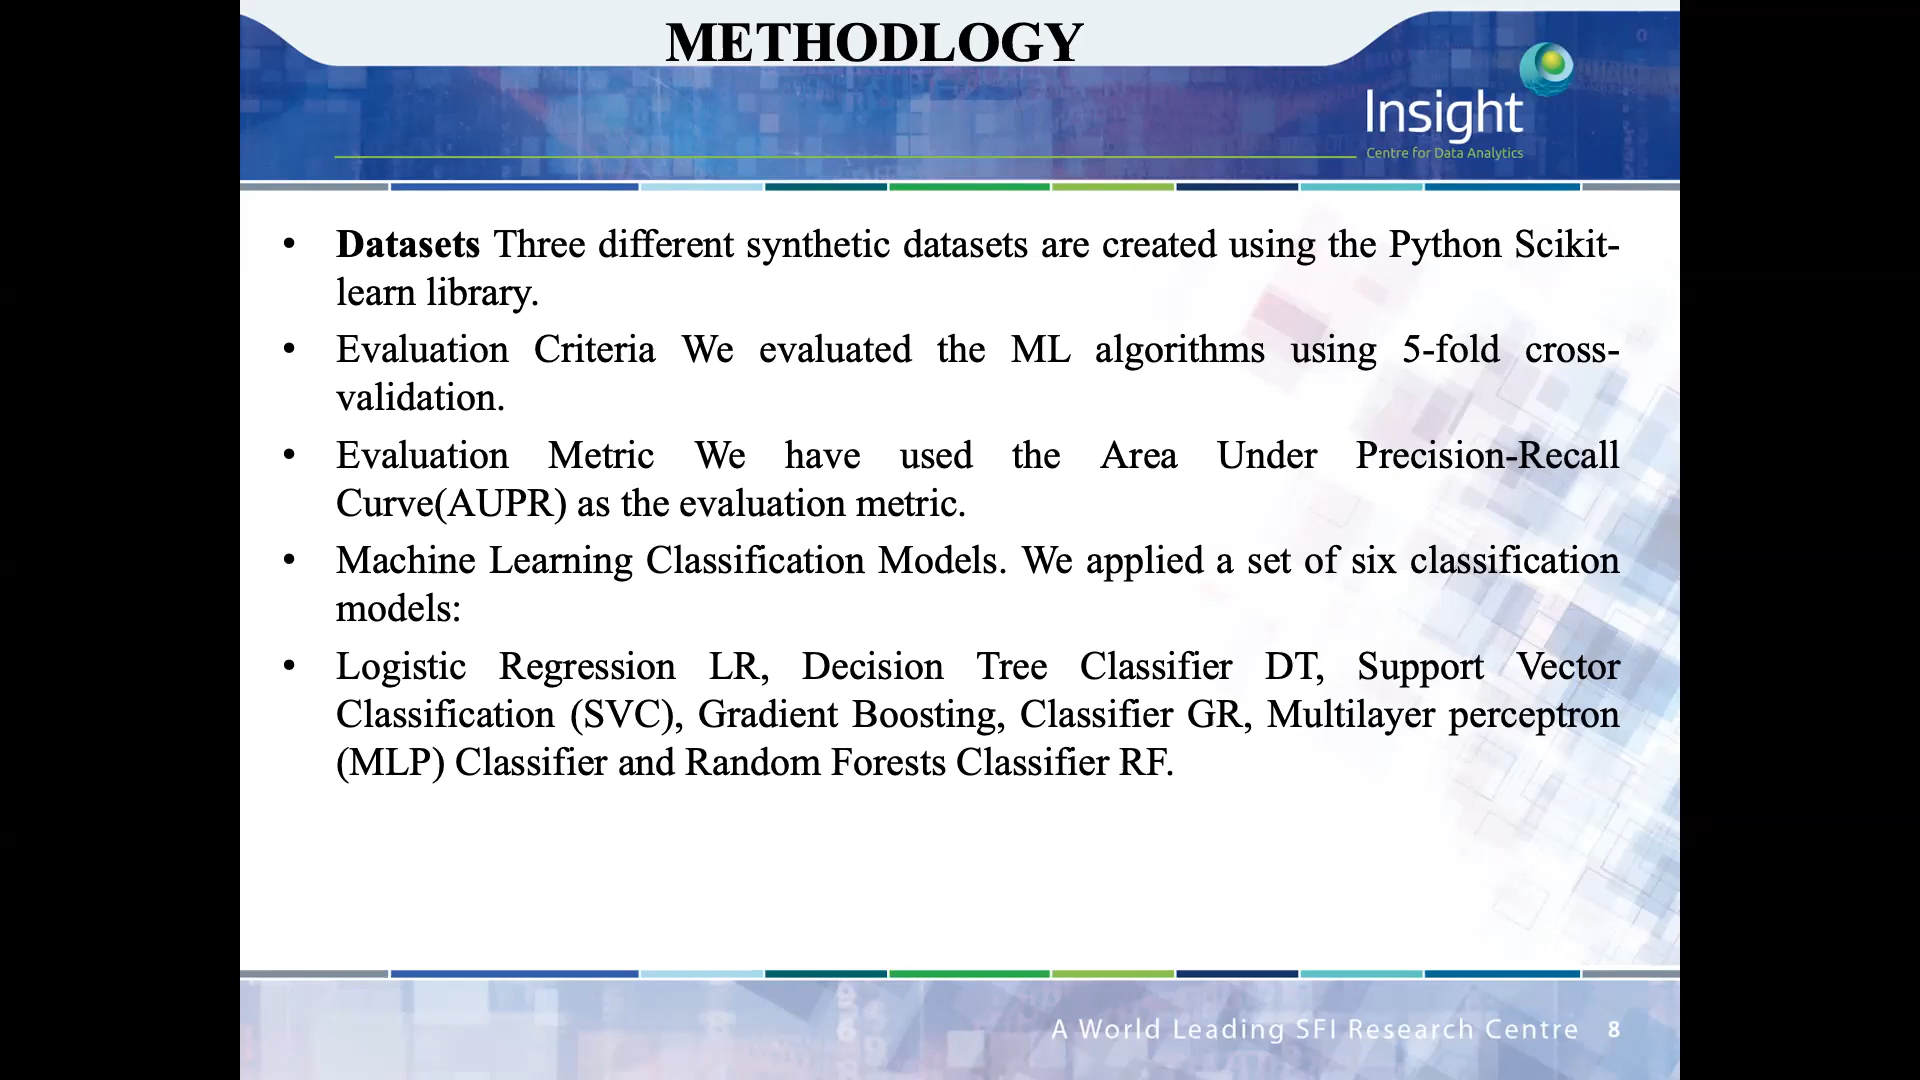 METHODLOGY
Insight
Centre for Data Analytics
• Datasets Three different synthetic datasets are created using the Python Scikit-
learn library.
• Evaluation Criteria We evaluated the ML algorithms using 5-fold cross-
validation.
• Evaluation Metric We have used the Area Under Precision-Recall
Curve(AUPR) as the evaluation metric.
• Machine Learning Classification Models. We applied a set of six classification
models:
• Logistic Regression LR, Decision Tree Classifier DT, Support Vector
Classification (SVC), Gradient Boosting, Classifier GR, Multilayer perceptron
(MLP) Classifier and Random Forests Classifier RF.
A World Leading SFI Research Centre 8